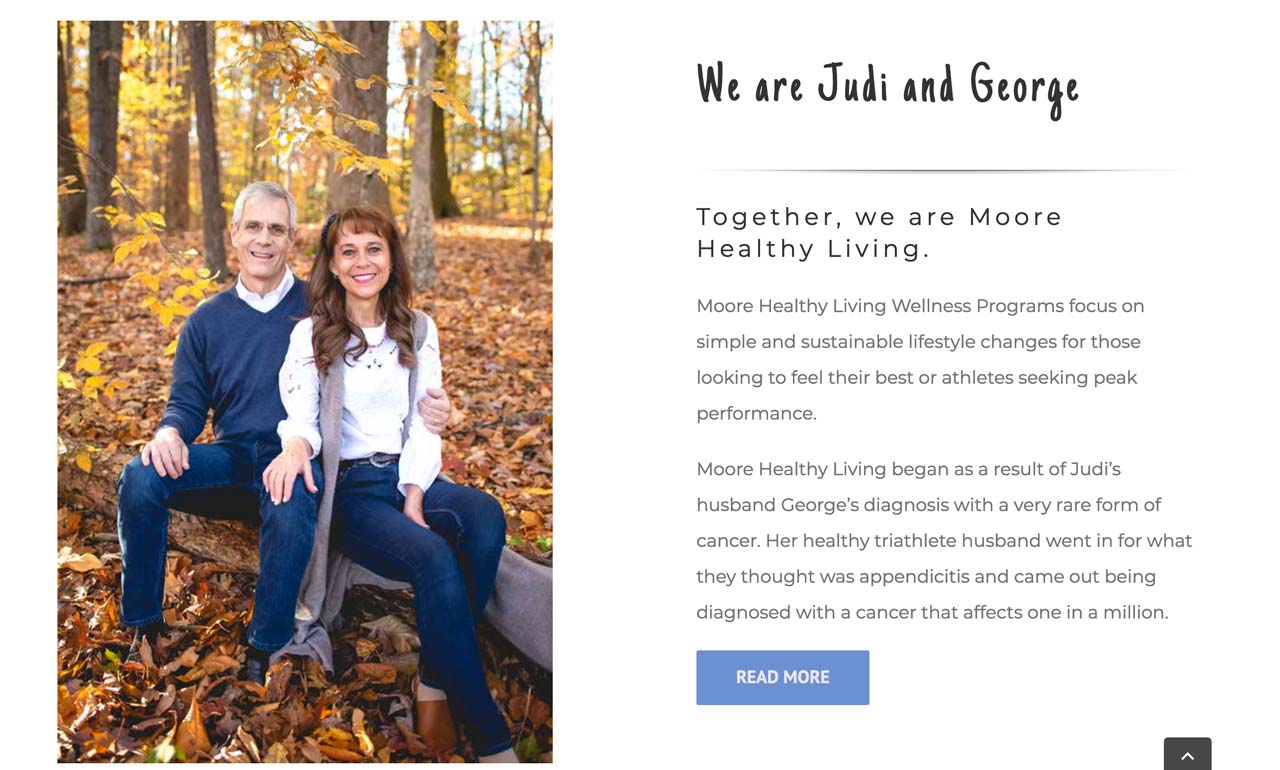 We are Judi and George
Together, we are Moore
Healthy Living.
Moore Healthy Living Wellness Programs focus on
simple and sustainable lifestyle changes for those
looking to feel their best or athletes seeking peak
performance.
Moore Healthy Living began as a result of Judi’s
husband George’s diagnosis with a very rare form of
cancer. Her healthy triathlete husband went in for what
they thought was appendicitis and came out being
diagnosed with a cancer that affects one in a million.
READ MORE